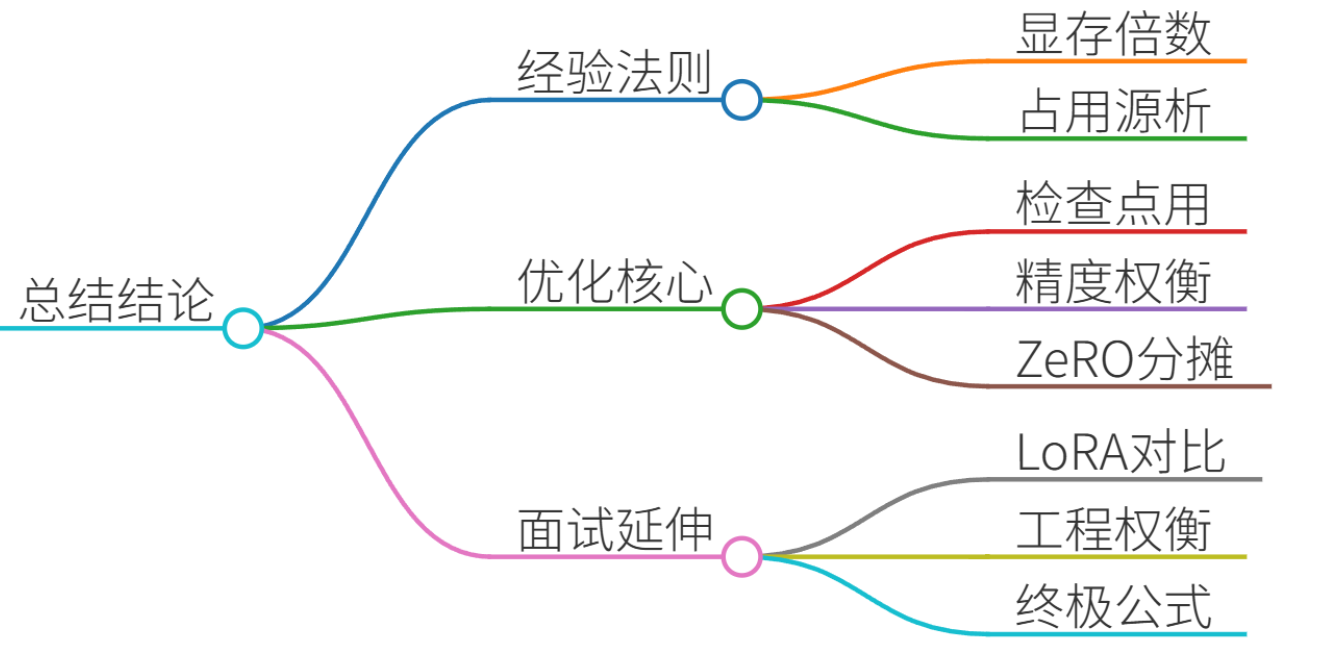 总结结论
经验法则
显存倍数
占用源析
优化核心
检查点用
精度权衡
ZeRO分摊
面试延伸
LoRA对比
工程权衡
终极公式